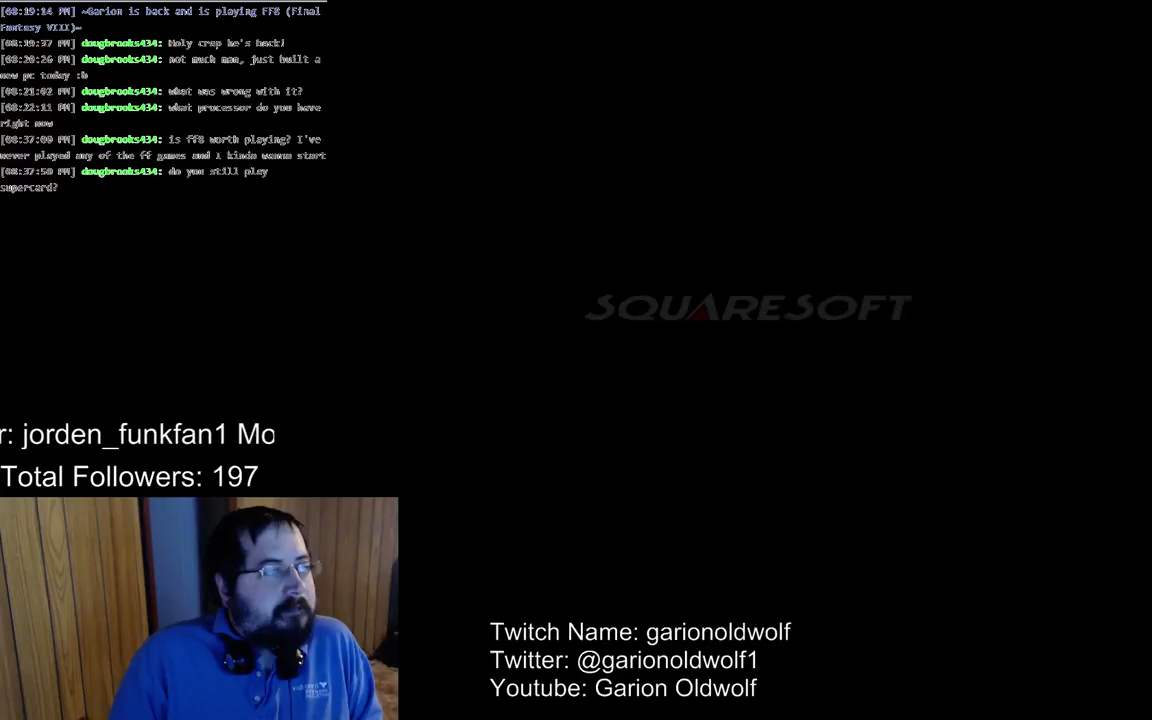 [08:19:14 PM] ~Garion is back and is playing FF8 (Final
Fantasy VIII)~
[08:19:37 PM] dougbrooks434: Holy crap he's back!
[08:20:26 PM] dougbrooks434: not much man, just built a
new pc today :b
[08:21:02 PM] dougbrooks434: what was wrong with it?
[08:22:11 PM] dougbrooks434: what processor do you have
right now
[08:37:09 PM] dougbrooks434: is ff8 worth playing? I've
never played any of the ff games and I kinda wanna start
[08:37:50 PM] dougbrooks434: do you still play
supercard?
SQUARESOFT
r: jorden_funkfan1 Mo
Total Followers: 197
Twitch Name: garionoldwolf
Twitter: @garionoldwolf1
Youtube: Garion Oldwolf